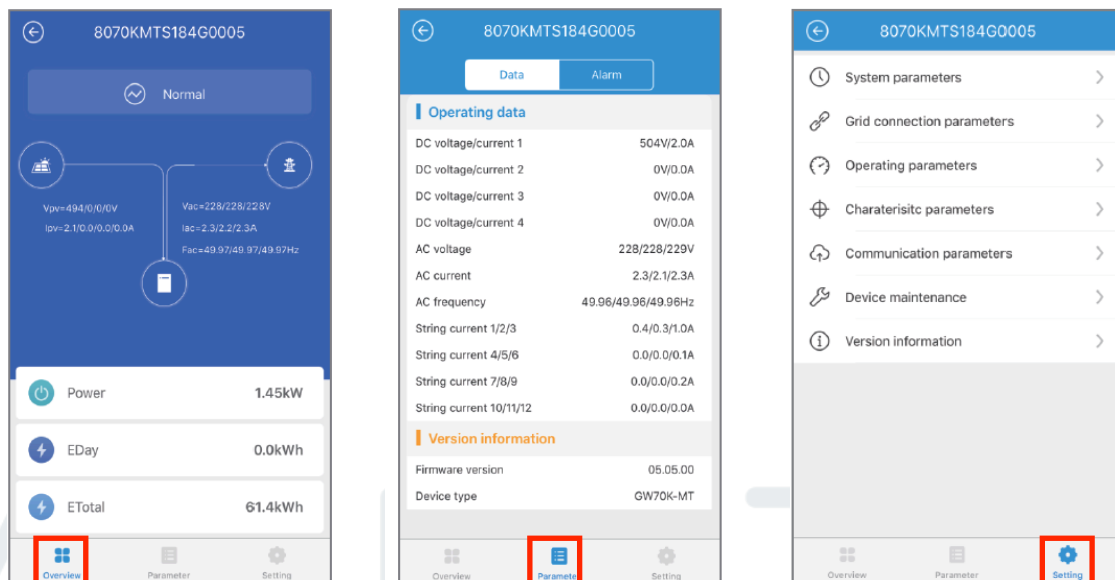 8070KMTS184G0005
Normal
Vpv=494/0/0/0V
Ipv=2.1/0.0/0.0/0.0A
Vac=228/228/228V
Iac=2.3/2.2/2.3A
Fac=49.97/49.97/49.97Hz
Power 1.45kW
EDay 0.0kWh
ETotal 61.4kWh
Overview Parameter Setting
8070KMTS184G0005
Data Alarm
Operating data
DC voltage/current 1 504V/2.0A
DC voltage/current 2 0V/0.0A
DC voltage/current 3 0V/0.0A
DC voltage/current 4 0V/0.0A
AC voltage 228/228/229V
AC current 2.3/2.1/2.3A
AC frequency 49.96/49.96/49.96Hz
String current 1/2/3 0.4/0.3/1.0A
String current 4/5/6 0.0/0.0/0.1A
String current 7/8/9 0.0/0.0/0.2A
String current 10/11/12 0.0/0.0/0.0A
Version information
Firmware version 05.05.00
Device type GW70K-MT
Overview Paramete Setting
8070KMTS184G0005
System parameters
Grid connection parameters
Operating parameters
Charaterisitc parameters
Communication parameters
Device maintenance
Version information
Overview Parameter Setting